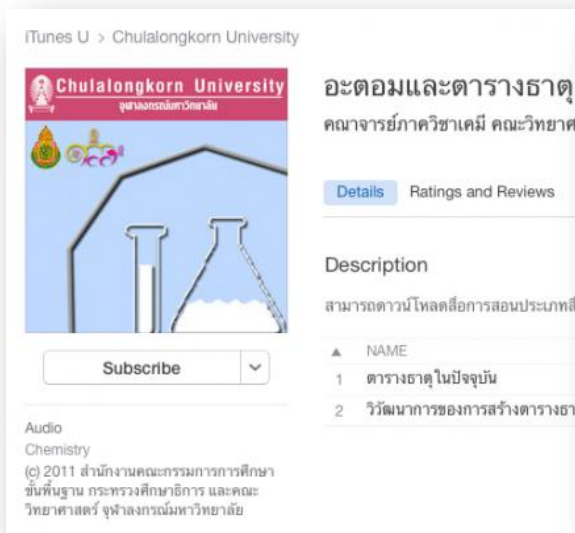 iTunes U > Chulalongkorn University
Chulalongkorn University
จุฬาลงกรณ์มหาวิทยาลัย
อะตอมและตารางธาตุ
คณาจารย์ภาควิชาเคมี คณะวิทยาศ
Details Ratings and Reviews
Description
สามารถดาวน์โหลดสื่อการสอนประเภทสื
▲ NAME
1 ตารางธาตุในปัจจุบัน
2 วิวัฒนาการของการสร้างตารางธา
Subscribe
Audio
Chemistry
(c) 2011 สำนักงานคณะกรรมการการศึกษา
ขั้นพื้นฐาน กระทรวงศึกษาธิการ และคณะ
วิทยาศาสตร์ จุฬาลงกรณ์มหาวิทยาลัย